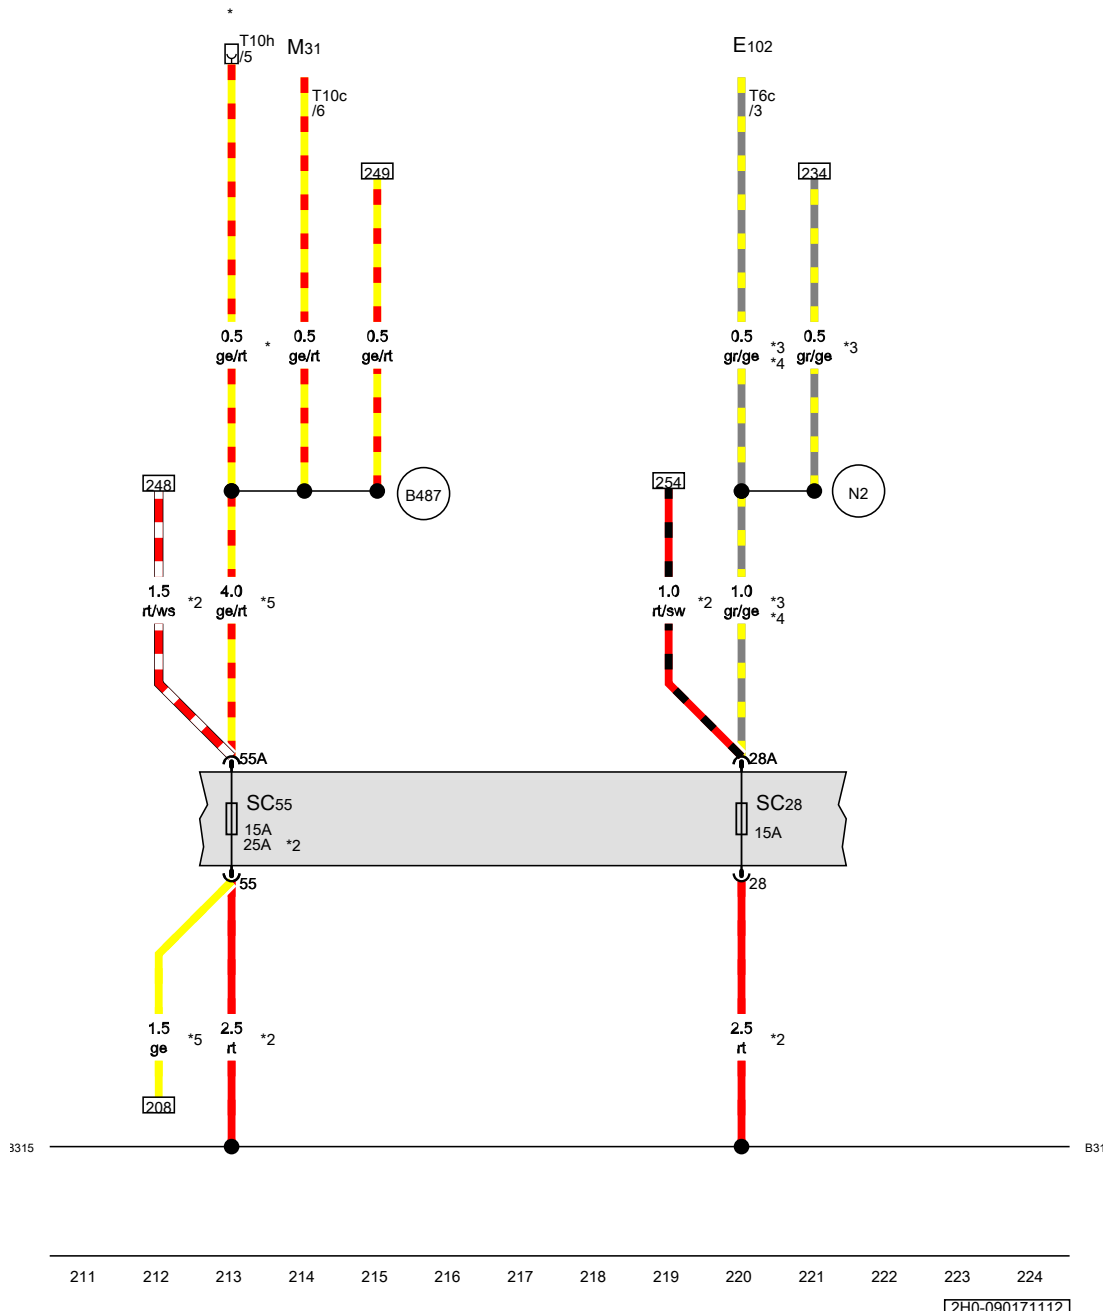 *
T10h
/5
M31
T10c
/6
E102
T6c
/3
249
234
0.5
ge/rt
*
0.5
ge/rt
0.5
ge/rt
0.5
gr/ge
*3
*4
0.5
gr/ge
*3
248
B487
254
N2
1.5
rt/ws
*2
4.0
ge/rt
*5
1.0
rt/sw
*2
1.0
gr/ge
*3
*4
55A
28A
SC55
15A
25A *2
SC28
15A
55
28
1.5
ge
*5
2.5
rt
*2
2.5
rt
*2
208
B315
B31
211 212 213 214 215 216 217 218 219 220 221 222 223 224
2H0-090171112